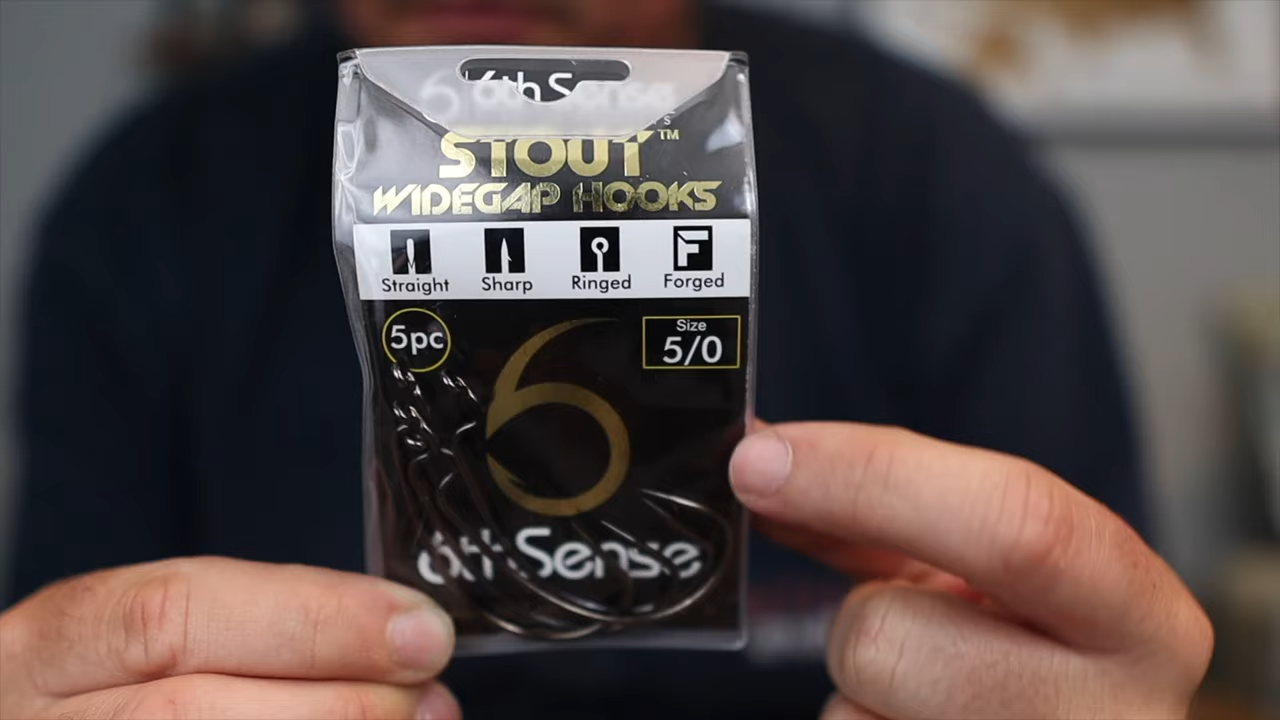 6th Sense
STOUT™
WIDEGAP HOOKS
Straight Sharp Ringed Forged
5pc
Size
5/0
6th Sense